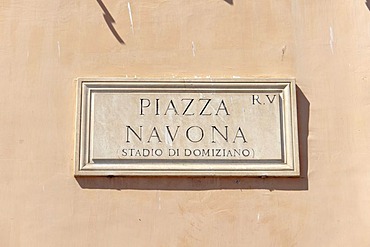 R.V
PIAZZA
NAVONA
(STADIO DI DOMIZIANO)